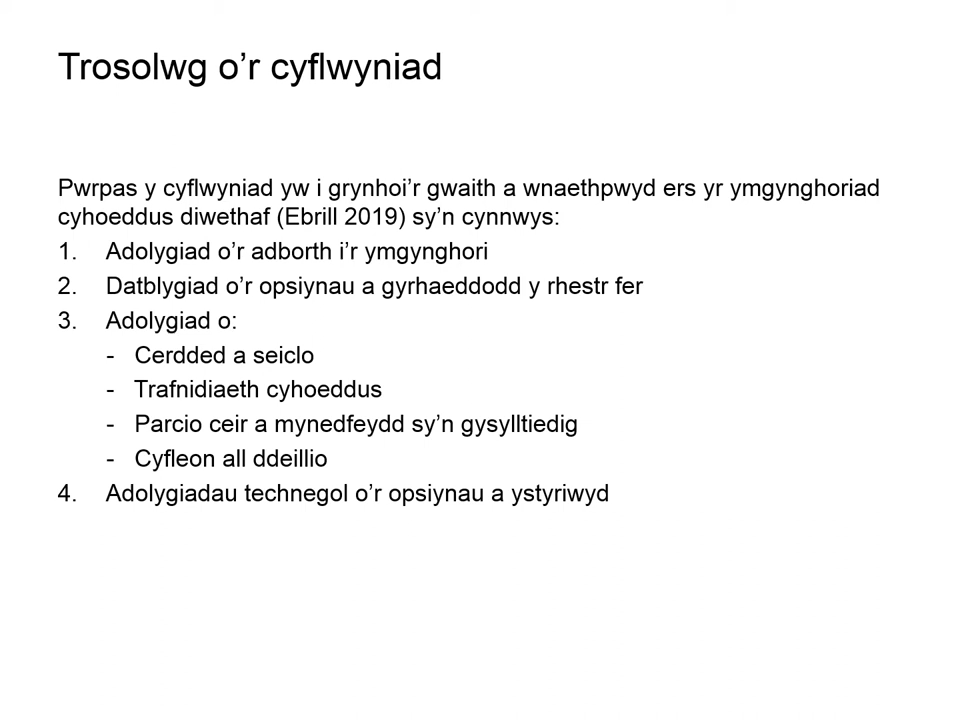 Trosolwg o’r cyflwyniad
Pwrpas y cyflwyniad yw i grynhoi’r gwaith a wnaethpwyd ers yr ymgynghoriad
cyhoeddus diwethaf (Ebrill 2019) sy’n cynnwys:
1. Adolygiad o’r adborth i’r ymgynghori
2. Datblygiad o’r opsiynau a gyrhaeddodd y rhestr fer
3. Adolygiad o:
- Cerdded a seiclo
- Trafnidiaeth cyhoeddus
- Parcio ceir a mynedfeydd sy’n gysylltiedig
- Cyfleon all ddeillio
4. Adolygiadau technegol o’r opsiynau a ystyriwyd